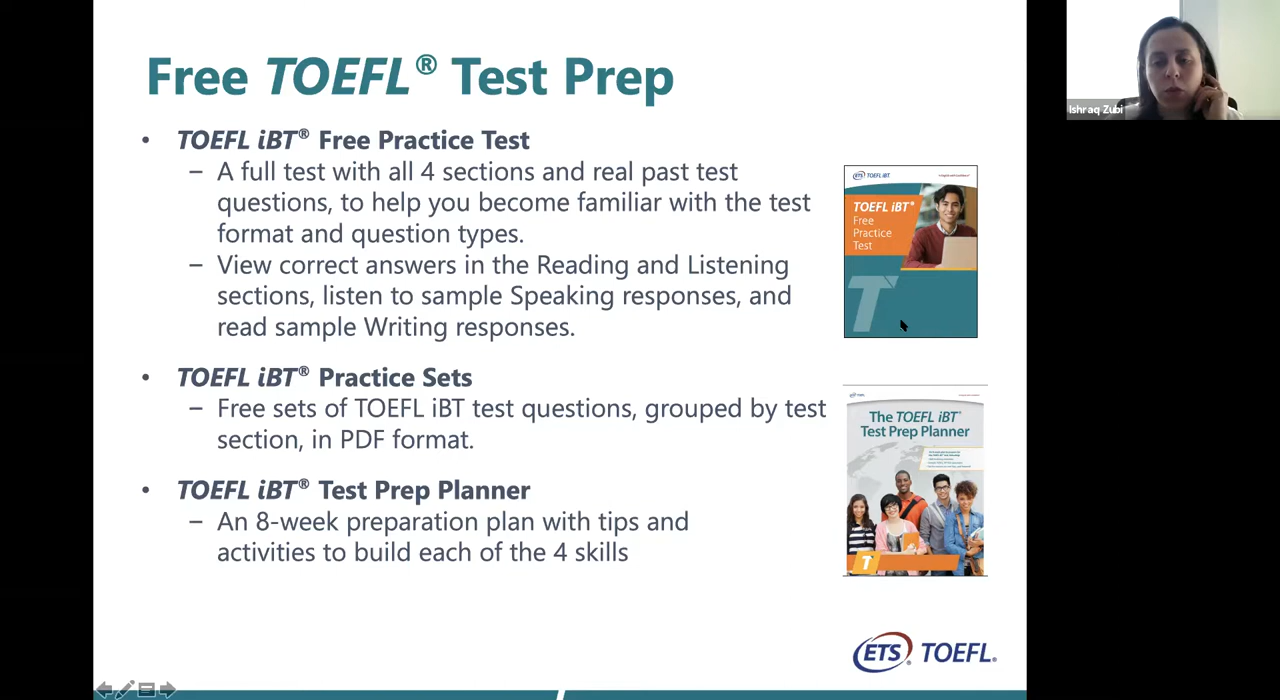 Free TOEFL® Test Prep
• TOEFL iBT® Free Practice Test
– A full test with all 4 sections and real past test
questions, to help you become familiar with the test
format and question types.
– View correct answers in the Reading and Listening
sections, listen to sample Speaking responses, and
read sample Writing responses.
• TOEFL iBT® Practice Sets
– Free sets of TOEFL iBT test questions, grouped by test
section, in PDF format.
• TOEFL iBT® Test Prep Planner
– An 8-week preparation plan with tips and
activities to build each of the 4 skills
Ishraq Zubi
ETS TOEFL iBT
TOEFL iBT®
Free
Practice
Test
T
The TOEFL iBT®
Test Prep Planner
T
ETS® TOEFL®